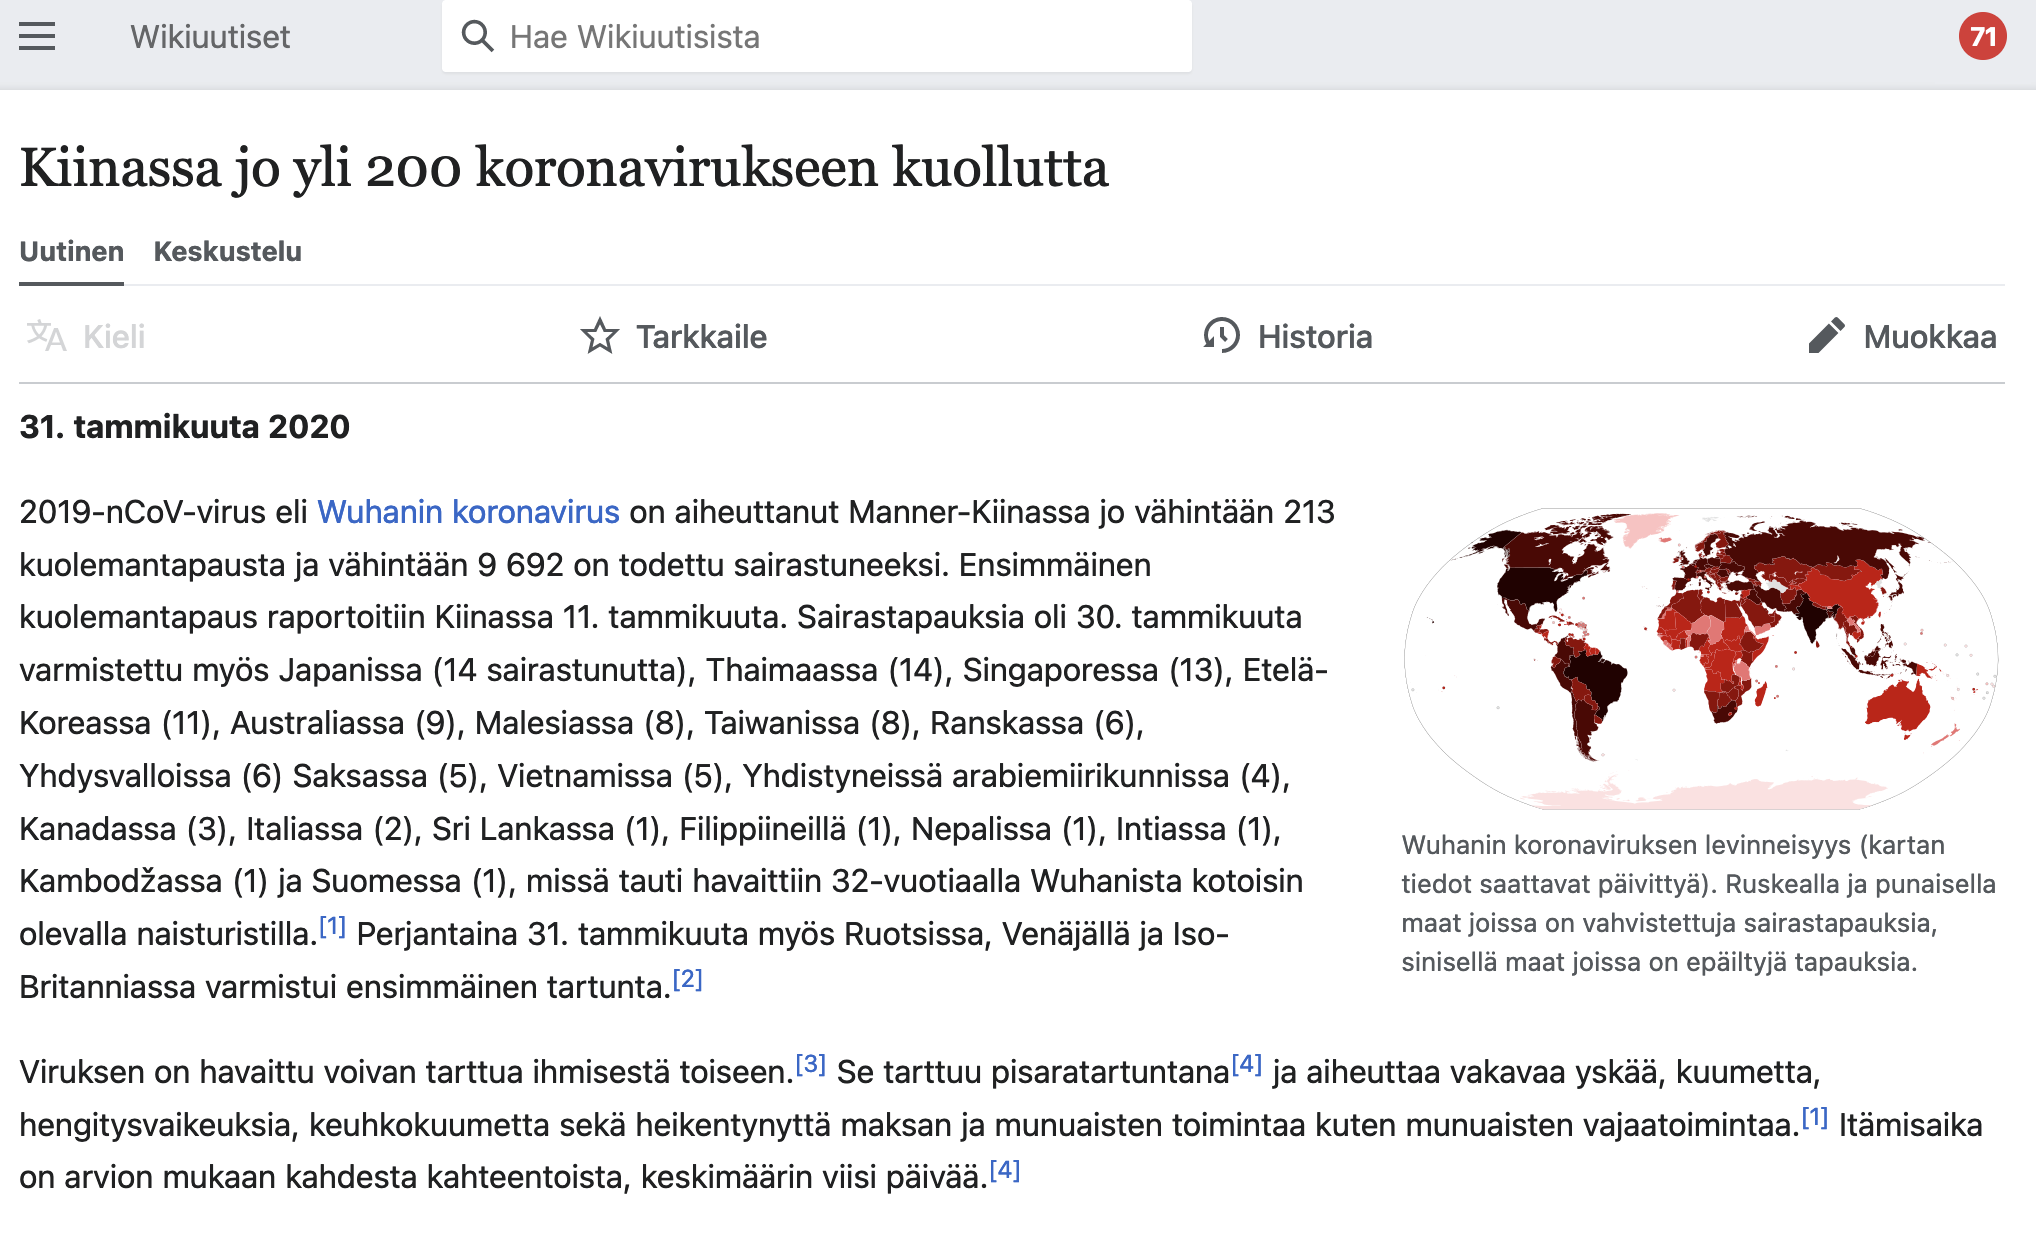 Wikiuutiset
Hae Wikiuutisista
71
Kiinassa jo yli 200 koronavirukseen kuollutta
Uutinen Keskustelu
Kieli Tarkkaile Historia Muokkaa
31. tammikuuta 2020
2019-nCoV-virus eli Wuhanin koronavirus on aiheuttanut Manner-Kiinassa jo vähintään 213
kuolemantapausta ja vähintään 9 692 on todettu sairastuneeksi. Ensimmäinen
kuolemantapaus raportoitiin Kiinassa 11. tammikuuta. Sairastapauksia oli 30. tammikuuta
varmistettu myös Japanissa (14 sairastunutta), Thaimaassa (14), Singaporessa (13), Etelä-
Koreassa (11), Australiassa (9), Malesiassa (8), Taiwanissa (8), Ranskassa (6),
Yhdysvalloissa (6) Saksassa (5), Vietnamissa (5), Yhdistyneissä arabiemiirikunnissa (4),
Kanadassa (3), Italiassa (2), Sri Lankassa (1), Filippiineillä (1), Nepalissa (1), Intiassa (1),
Kambodžassa (1) ja Suomessa (1), missä tauti havaittiin 32-vuotiaalla Wuhanista kotoisin
olevalla naisturistilla.[1] Perjantaina 31. tammikuuta myös Ruotsissa, Venäjällä ja Iso-
Britanniassa varmistui ensimmäinen tartunta.[2]
Wuhanin koronaviruksen levinneisyys (kartan
tiedot saattavat päivittyä). Ruskealla ja punaisella
maat joissa on vahvistettuja sairastapauksia,
sinisellä maat joissa on epäiltyjä tapauksia.
Viruksen on havaittu voivan tarttua ihmisestä toiseen.[3] Se tarttuu pisaratartuntana[4] ja aiheuttaa vakavaa yskää, kuumetta,
hengitysvaikeuksia, keuhkokuumetta sekä heikentynyttä maksan ja munuaisten toimintaa kuten munuaisten vajaatoimintaa.[1] Itämisaika
on arvion mukaan kahdesta kahteentoista, keskimäärin viisi päivää.[4]